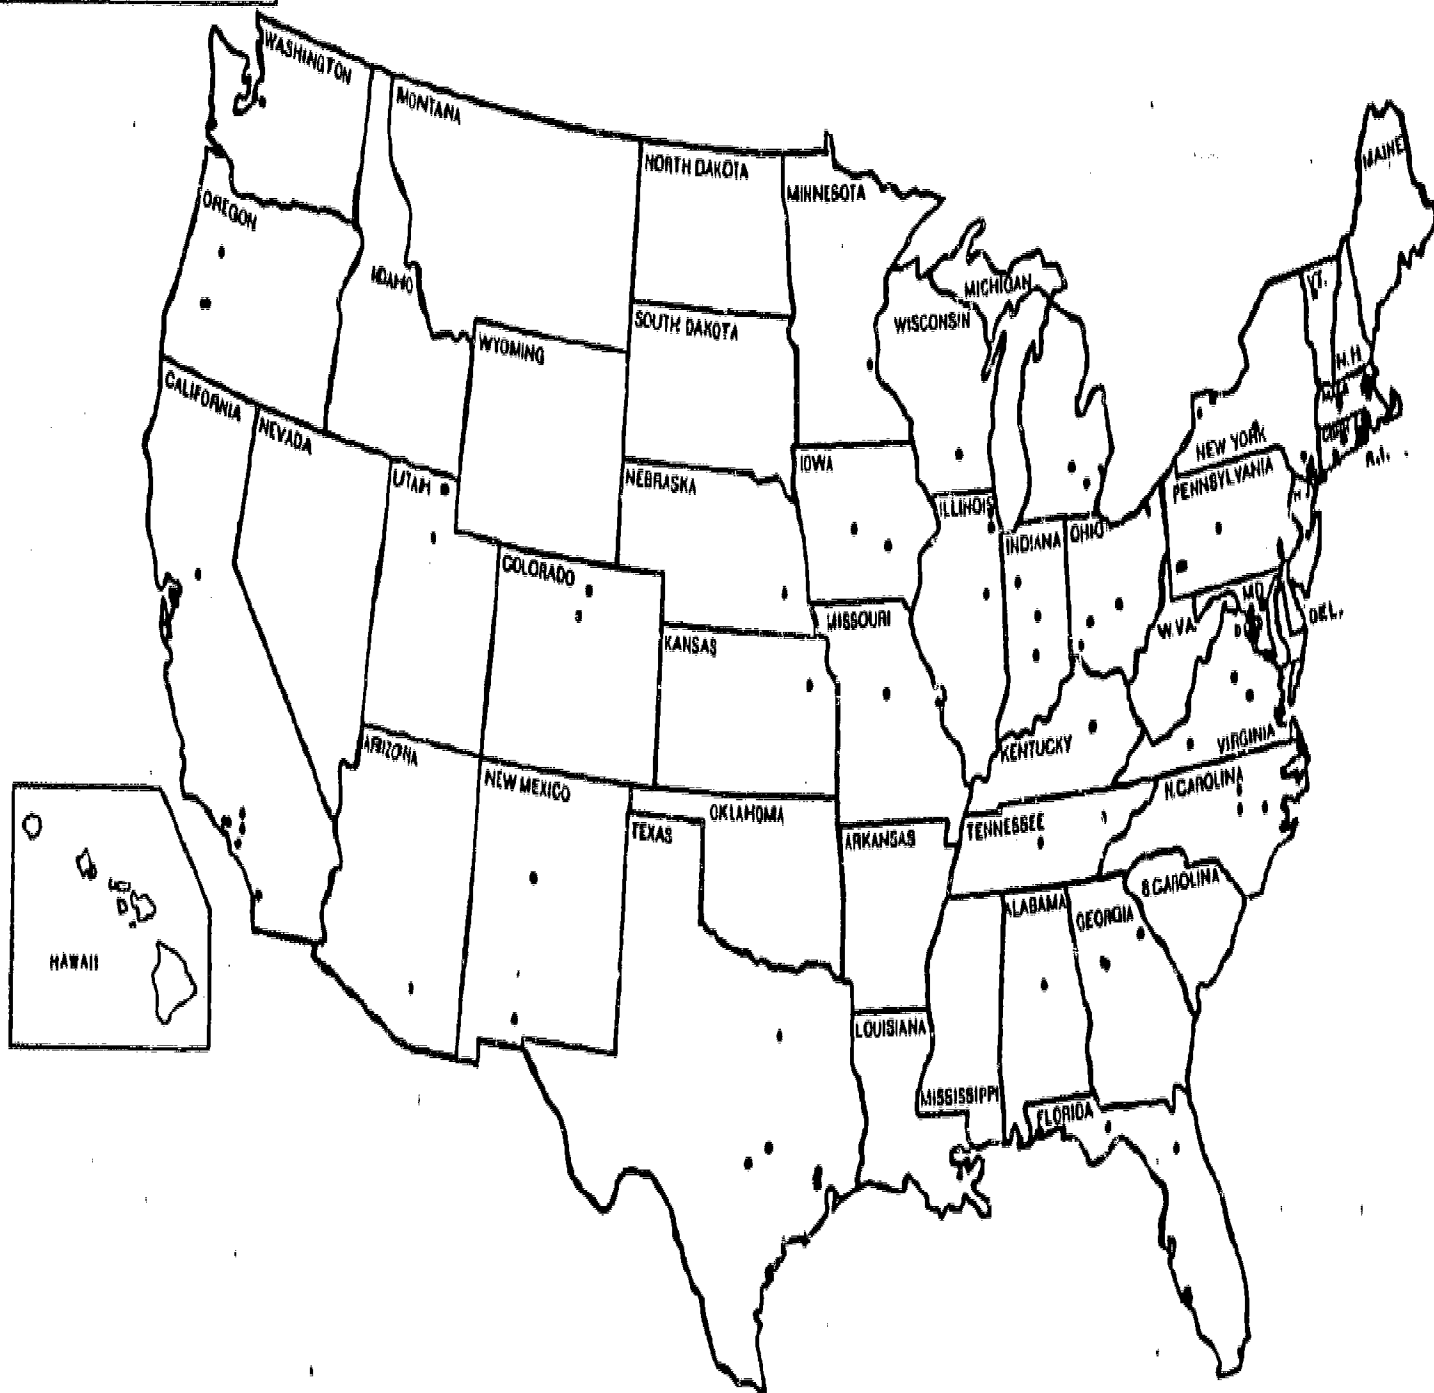 WASHINGTON
MONTANA
NORTH DAKOTA
MINNESOTA
MAINE
OREGON
IDAHO
MICHIGAN
VT.
WISCONSIN
SOUTH DAKOTA
WYOMING
N.H
CALIFORNIA
NEVADA
NEW YORK
R.I.
IOWA
UTAH
NEBRASKA
PENNSYLVANIA
ILLINOIS
INDIANA
OHIO
COLORADO
MD.
DEL.
MISSOURI
W.VA.
KANSAS
VIRGINIA
KENTUCKY
ARIZONA
NEW MEXICO
N.CAROLINA
OKLAHOMA
TEXAS
TENNESSEE
ARKANSAS
S.CAROLINA
ALABAMA
GEORGIA
HAWAII
LOUISIANA
MISSISSIPPI
FLORIDA